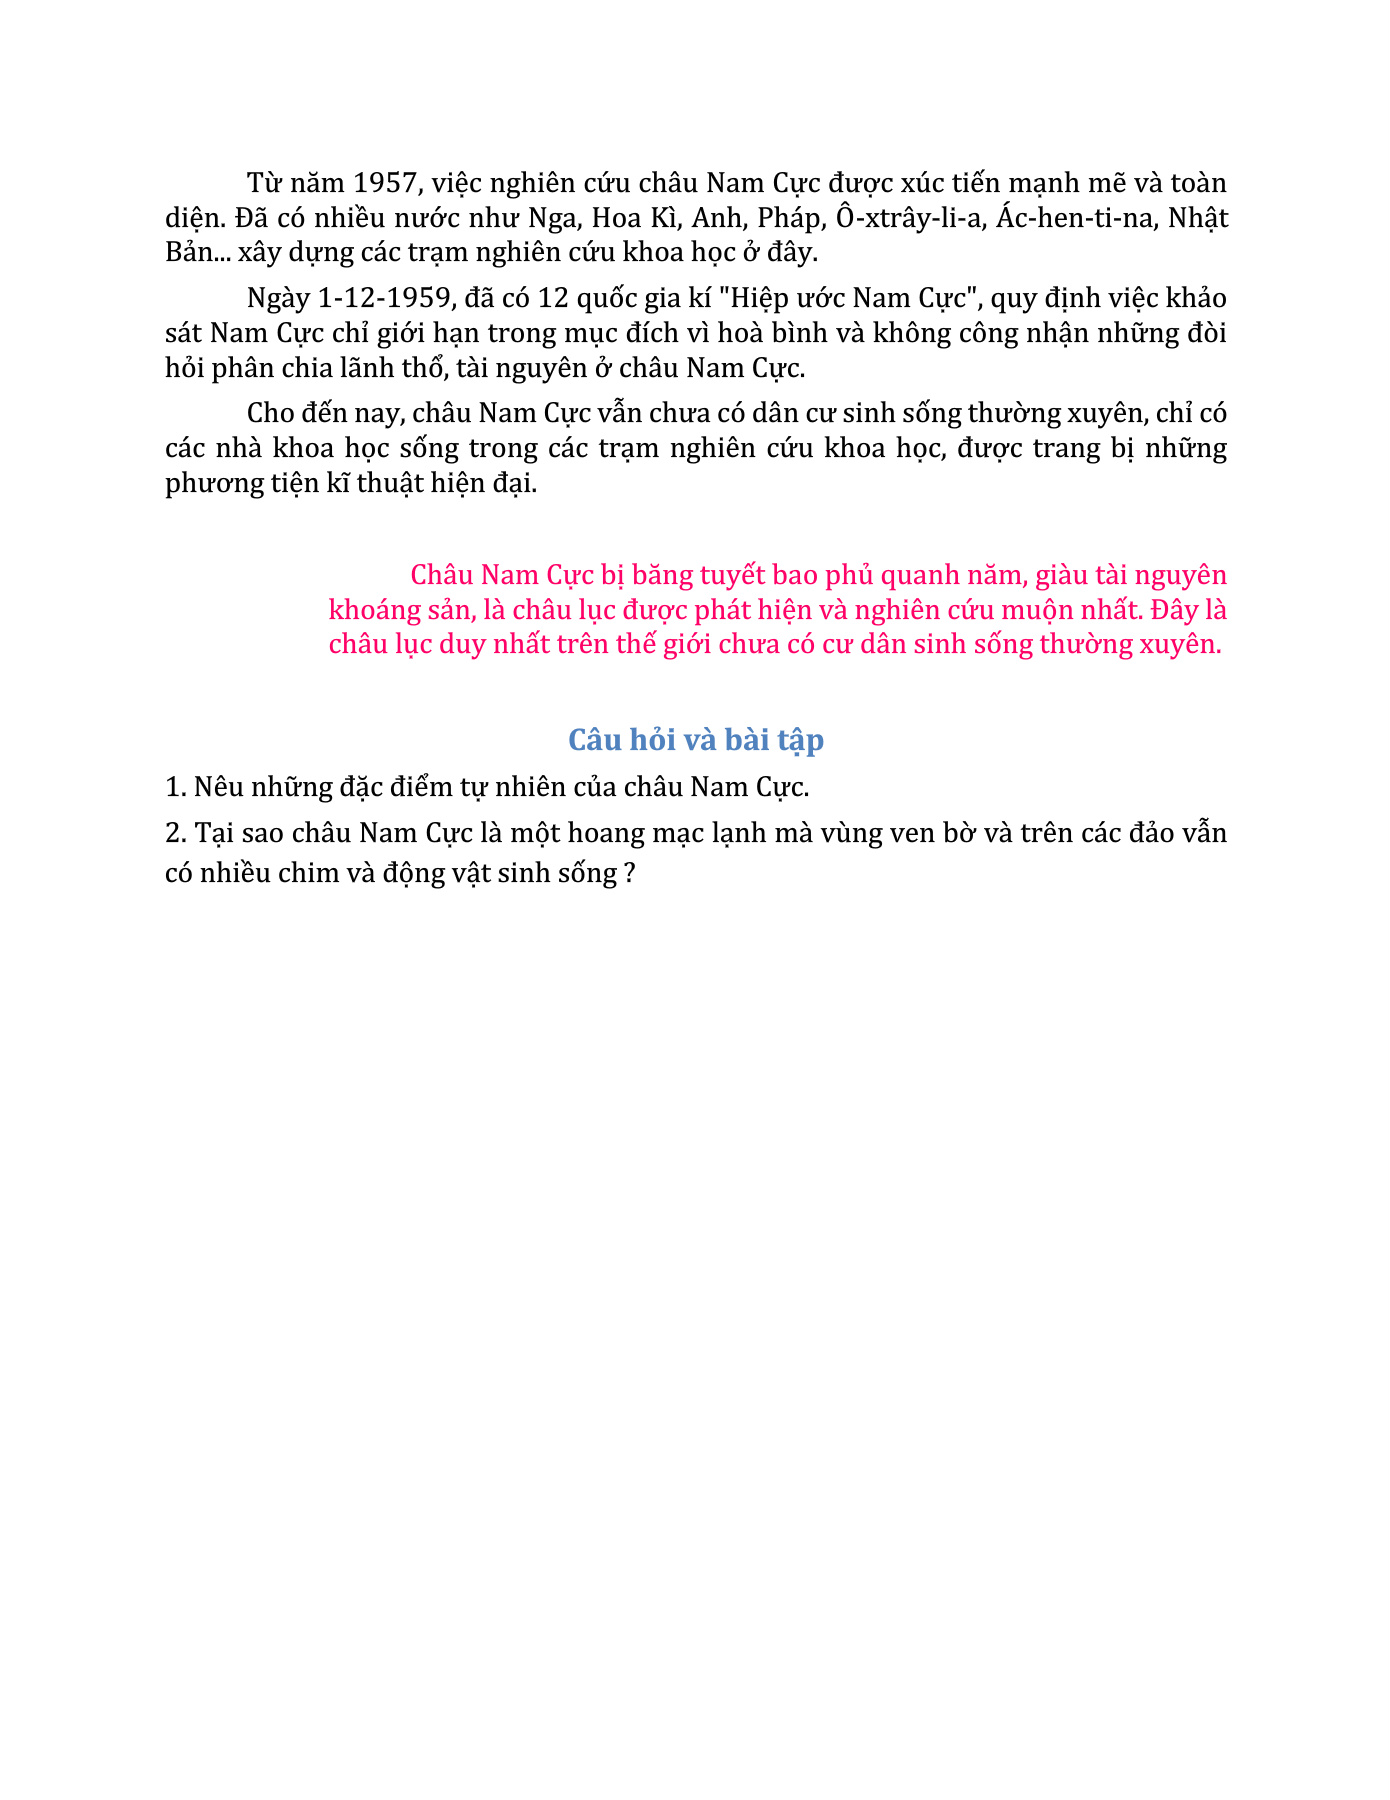 Từ năm 1957, việc nghiên cứu châu Nam Cực được xúc tiến mạnh mẽ và toàn
diện. Đã có nhiều nước như Nga, Hoa Kì, Anh, Pháp, Ô-xtrây-li-a, Ác-hen-ti-na, Nhật
Bản... xây dựng các trạm nghiên cứu khoa học ở đây.
Ngày 1-12-1959, đã có 12 quốc gia kí "Hiệp ước Nam Cực", quy định việc khảo
sát Nam Cực chỉ giới hạn trong mục đích vì hoà bình và không công nhận những đòi
hỏi phân chia lãnh thổ, tài nguyên ở châu Nam Cực.
Cho đến nay, châu Nam Cực vẫn chưa có dân cư sinh sống thường xuyên, chỉ có
các nhà khoa học sống trong các trạm nghiên cứu khoa học, được trang bị những
phương tiện kĩ thuật hiện đại.
Châu Nam Cực bị băng tuyết bao phủ quanh năm, giàu tài nguyên
khoáng sản, là châu lục được phát hiện và nghiên cứu muộn nhất. Đây là
châu lục duy nhất trên thế giới chưa có cư dân sinh sống thường xuyên.
Câu hỏi và bài tập
1. Nêu những đặc điểm tự nhiên của châu Nam Cực.
2. Tại sao châu Nam Cực là một hoang mạc lạnh mà vùng ven bờ và trên các đảo vẫn
có nhiều chim và động vật sinh sống ?